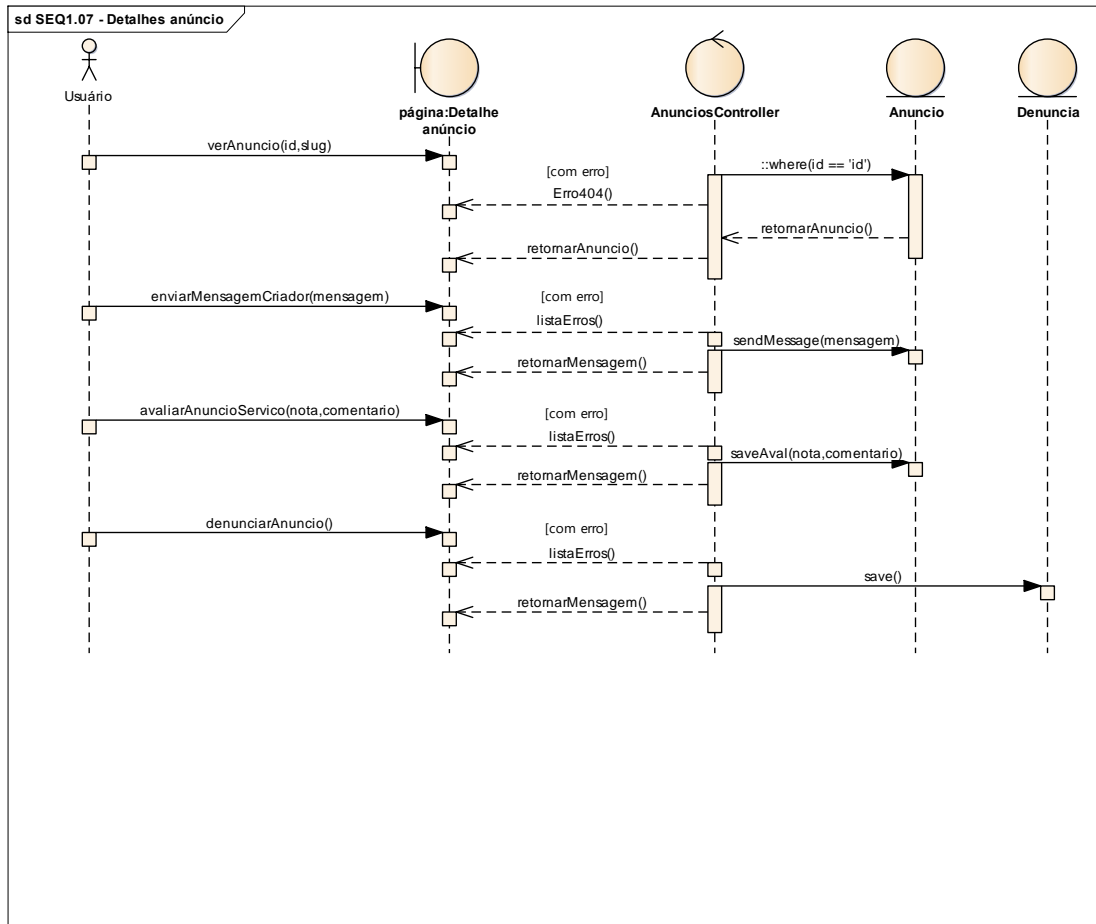 sd SEQ1.07 - Detalhes anúncio
Usuário
página:Detalhe
anúncio
AnunciosController
Anuncio
Denuncia
verAnuncio(id,slug)
::where(id == 'id')
[com erro]
Erro404()
retornarAnuncio()
retornarAnuncio()
enviarMensagemCriador(mensagem)
[com erro]
listaErros()
sendMessage(mensagem)
retornarMensagem()
avaliarAnuncioServico(nota,comentario)
[com erro]
listaErros()
saveAval(nota,comentario)
retornarMensagem()
denunciarAnuncio()
[com erro]
listaErros()
save()
retornarMensagem()